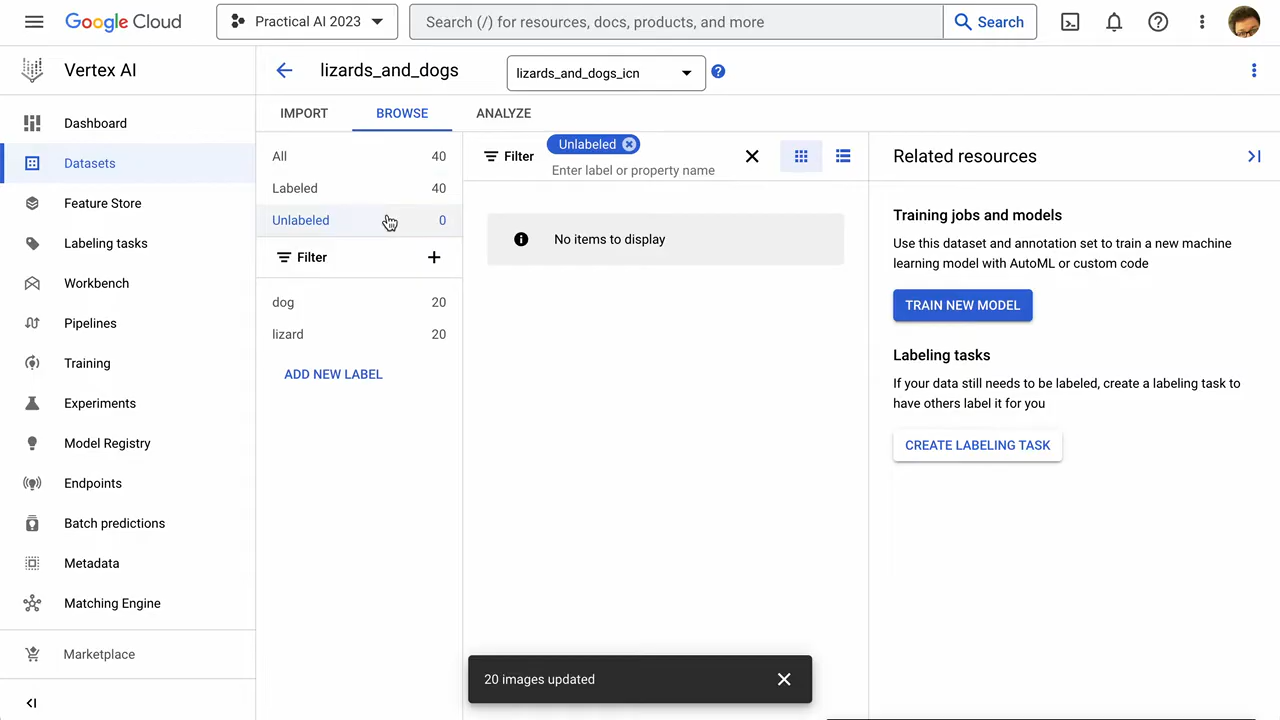 Google Cloud
Practical AI 2023
Search (/) for resources, docs, products, and more
Search
Vertex AI
Dashboard
Datasets
Feature Store
Labeling tasks
Workbench
Pipelines
Training
Experiments
Model Registry
Endpoints
Batch predictions
Metadata
Matching Engine
Marketplace
lizards_and_dogs
lizards_and_dogs_icn
IMPORT
BROWSE
ANALYZE
All 40
Labeled 40
Unlabeled 0
Filter
dog 20
lizard 20
ADD NEW LABEL
Filter
Unlabeled
Enter label or property name
No items to display
Related resources
Training jobs and models
Use this dataset and annotation set to train a new machine
learning model with AutoML or custom code
TRAIN NEW MODEL
Labeling tasks
If your data still needs to be labeled, create a labeling task to
have others label it for you
CREATE LABELING TASK
20 images updated